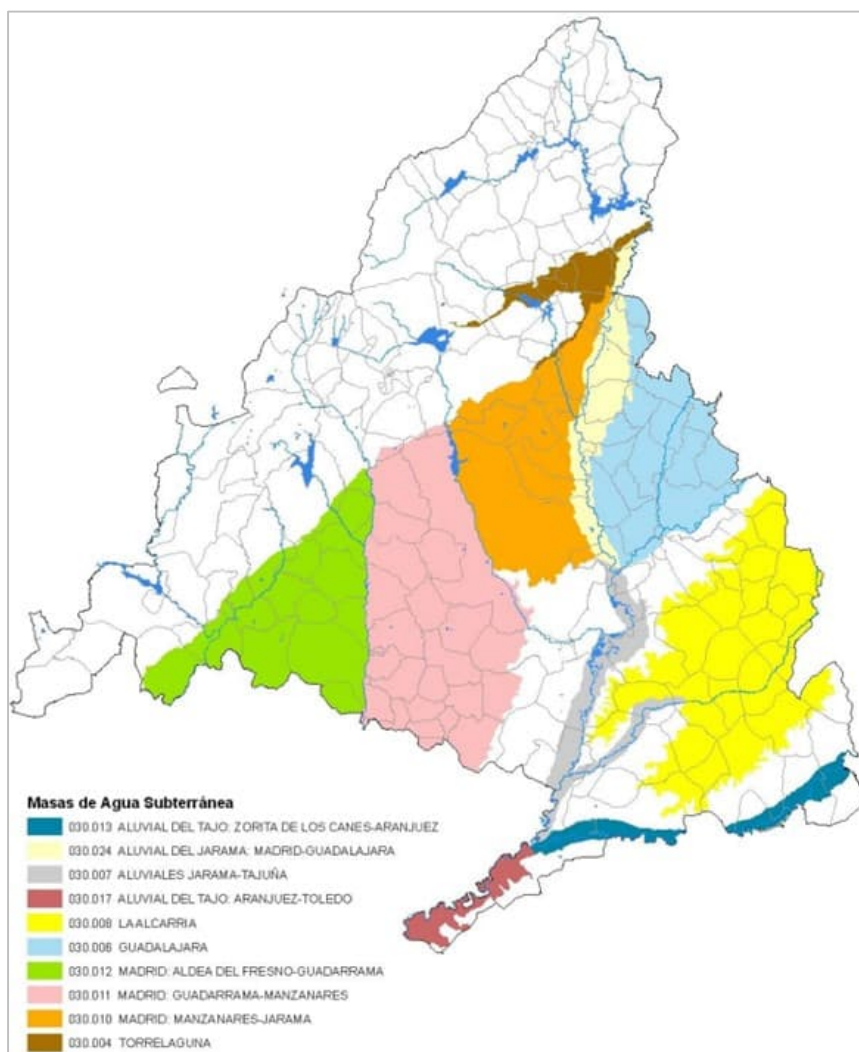 Masas de Agua Subterránea
030.013 ALUVIAL DEL TAJO: ZORITA DE LOS CANES-ARANJUEZ
030.024 ALUVIAL DEL JARAMA: MADRID-GUADALAJARA
030.007 ALUVIALES JARAMA-TAJUÑA
030.017 ALUVIAL DEL TAJO: ARANJUEZ-TOLEDO
030.008 LA ALCARRIA
030.006 GUADALAJARA
030.012 MADRID: ALDEA DEL FRESNO-GUADARRAMA
030.011 MADRID: GUADARRAMA-MANZANARES
030.010 MADRID: MANZANARES-JARAMA
030.004 TORRELAGUNA